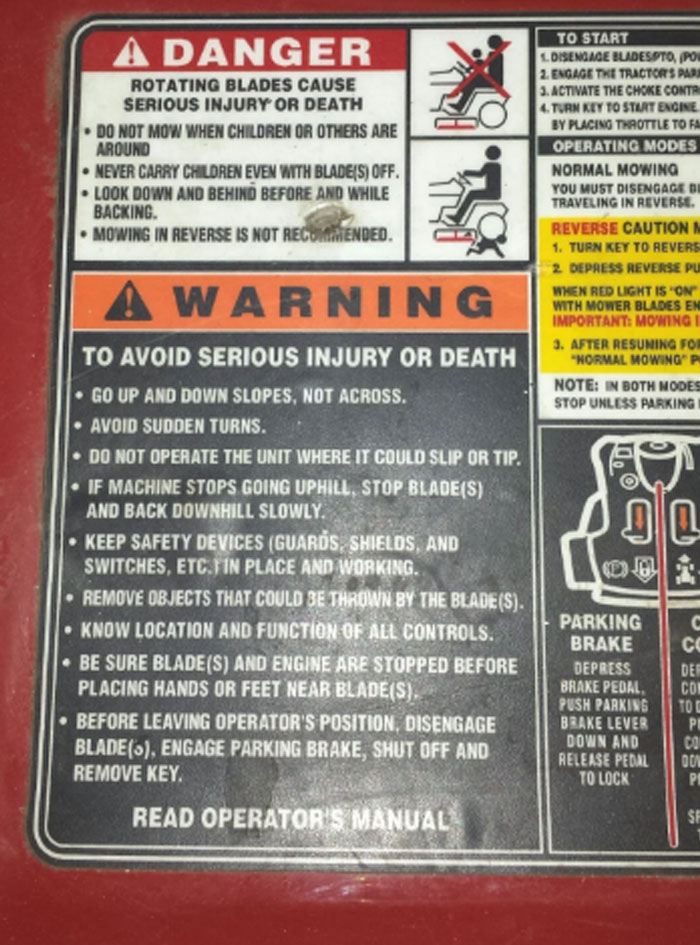 DANGER
ROTATING BLADES CAUSE
SERIOUS INJURY OR DEATH
• DO NOT MOW WHEN CHILDREN OR OTHERS ARE
AROUND
• NEVER CARRY CHILDREN EVEN WITH BLADE(S) OFF.
• LOOK DOWN AND BEHIND BEFORE AND WHILE
BACKING.
• MOWING IN REVERSE IS NOT RECOMMENDED.
WARNING
TO AVOID SERIOUS INJURY OR DEATH
• GO UP AND DOWN SLOPES, NOT ACROSS.
• AVOID SUDDEN TURNS.
• DO NOT OPERATE THE UNIT WHERE IT COULD SLIP OR TIP.
• IF MACHINE STOPS GOING UPHILL, STOP BLADE(S)
AND BACK DOWNHILL SLOWLY.
• KEEP SAFETY DEVICES (GUARDS, SHIELDS, AND
SWITCHES, ETC.) IN PLACE AND WORKING.
• REMOVE OBJECTS THAT COULD BE THROWN BY THE BLADE(S).
• KNOW LOCATION AND FUNCTION OF ALL CONTROLS.
• BE SURE BLADE(S) AND ENGINE ARE STOPPED BEFORE
PLACING HANDS OR FEET NEAR BLADE(S).
• BEFORE LEAVING OPERATOR'S POSITION, DISENGAGE
BLADE(s), ENGAGE PARKING BRAKE, SHUT OFF AND
REMOVE KEY.
READ OPERATOR'S MANUAL
TO START
1. DISENGAGE BLADES/PTO,
2. ENGAGE THE TRACTOR'S
3. ACTIVATE THE CHOKE
4. TURN KEY TO START ENGINE.
BY PLACING THROTTLE TO
OPERATING MODES
NORMAL MOWING
YOU MUST DISENGAGE
TRAVELING IN REVERSE.
REVERSE CAUTION
1. TURN KEY TO
2. DEPRESS REVERSE
WHEN RED LIGHT IS "ON"
WITH MOWER BLADES
IMPORTANT: MOWING
3. AFTER RESUMING
"NORMAL MOWING"
NOTE: IN BOTH MODES
STOP UNLESS PARKING
PARKING
BRAKE
DEPRESS
BRAKE PEDAL,
PUSH PARKING
BRAKE LEVER
DOWN AND
RELEASE PEDAL
TO LOCK